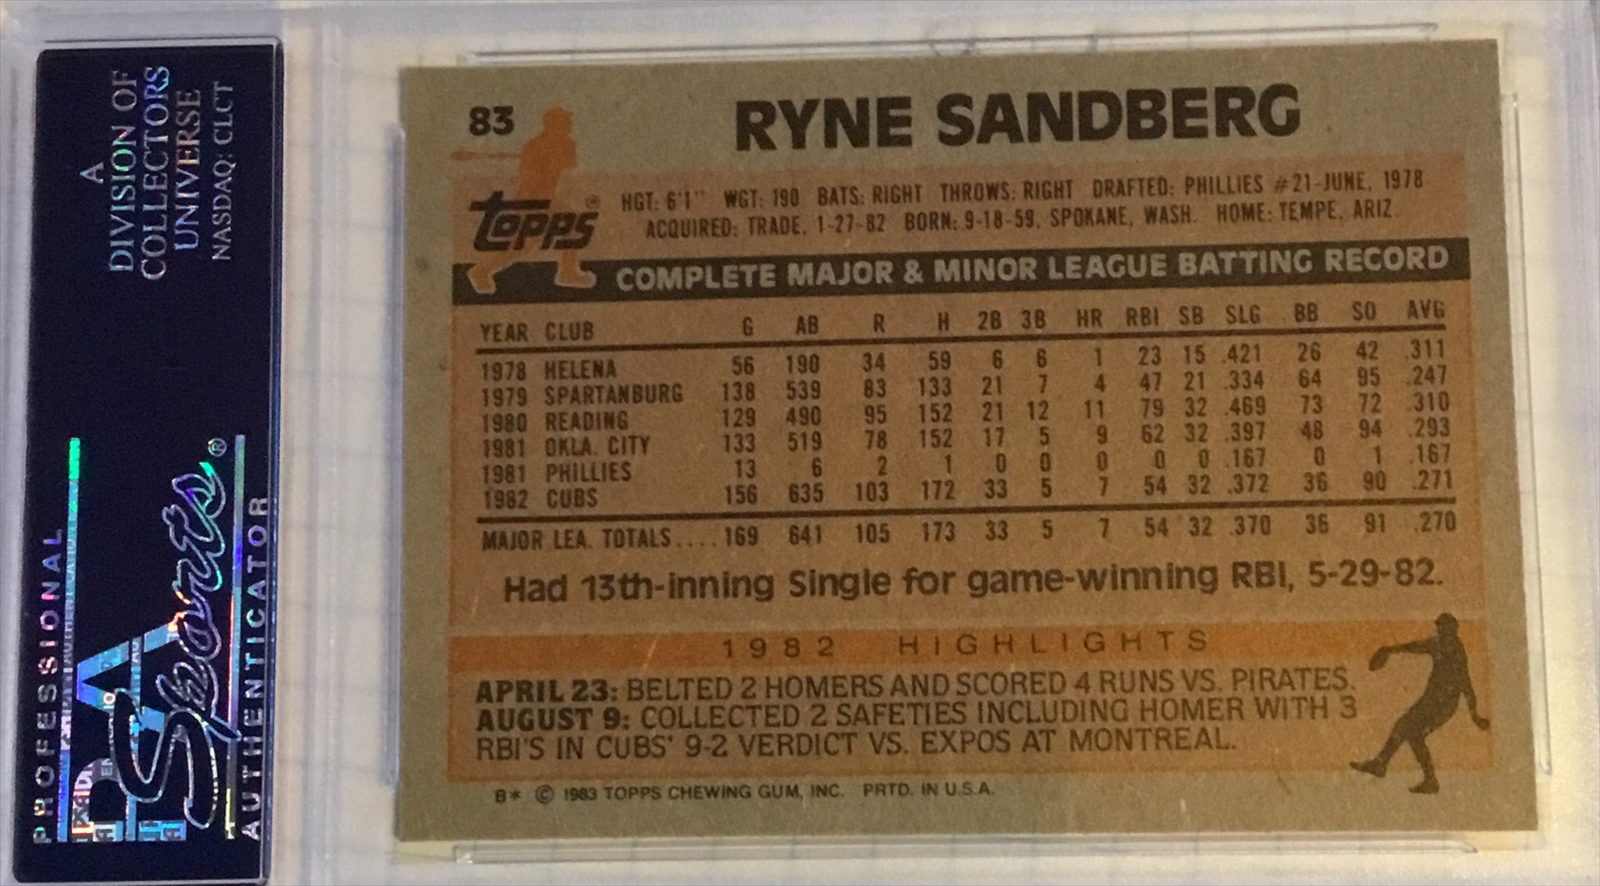 A
DIVISION OF
COLLECTORS
UNIVERSE
NASDAQ: CLCT
PROFESSIONAL
PSA
Sports®
AUTHENTICATOR
83
RYNE SANDBERG
Topps®
HGT: 6'1" WGT: 190 BATS: RIGHT THROWS: RIGHT DRAFTED: PHILLIES #21-JUNE, 1978
ACQUIRED: TRADE, 1-27-82 BORN: 9-18-59, SPOKANE, WASH. HOME: TEMPE, ARIZ.
COMPLETE MAJOR & MINOR LEAGUE BATTING RECORD
YEAR CLUB G AB R H 2B 3B HR RBI SB SLG BB SO AVG
1978 HELENA 56 190 34 59 6 6 1 23 15 .421 26 42 .311
1979 SPARTANBURG 138 539 83 133 21 7 4 47 21 .334 64 95 .247
1980 READING 129 490 95 152 21 12 11 79 32 .469 73 72 .310
1981 OKLA. CITY 133 519 78 152 17 5 9 62 32 .397 48 94 .293
1981 PHILLIES 13 6 2 1 0 0 0 0 0 .167 0 1 .167
1982 CUBS 156 635 103 172 33 5 7 54 32 .372 36 90 .271
MAJOR LEA. TOTALS.... 169 641 105 173 33 5 7 54 32 .370 36 91 .270
Had 13th-inning Single for game-winning RBI, 5-29-82.
1982 HIGHLIGHTS
APRIL 23: BELTED 2 HOMERS AND SCORED 4 RUNS VS. PIRATES.
AUGUST 9: COLLECTED 2 SAFETIES INCLUDING HOMER WITH 3
RBI'S IN CUBS' 9-2 VERDICT VS. EXPOS AT MONTREAL.
B* © 1983 TOPPS CHEWING GUM, INC. PRTD. IN U.S.A.